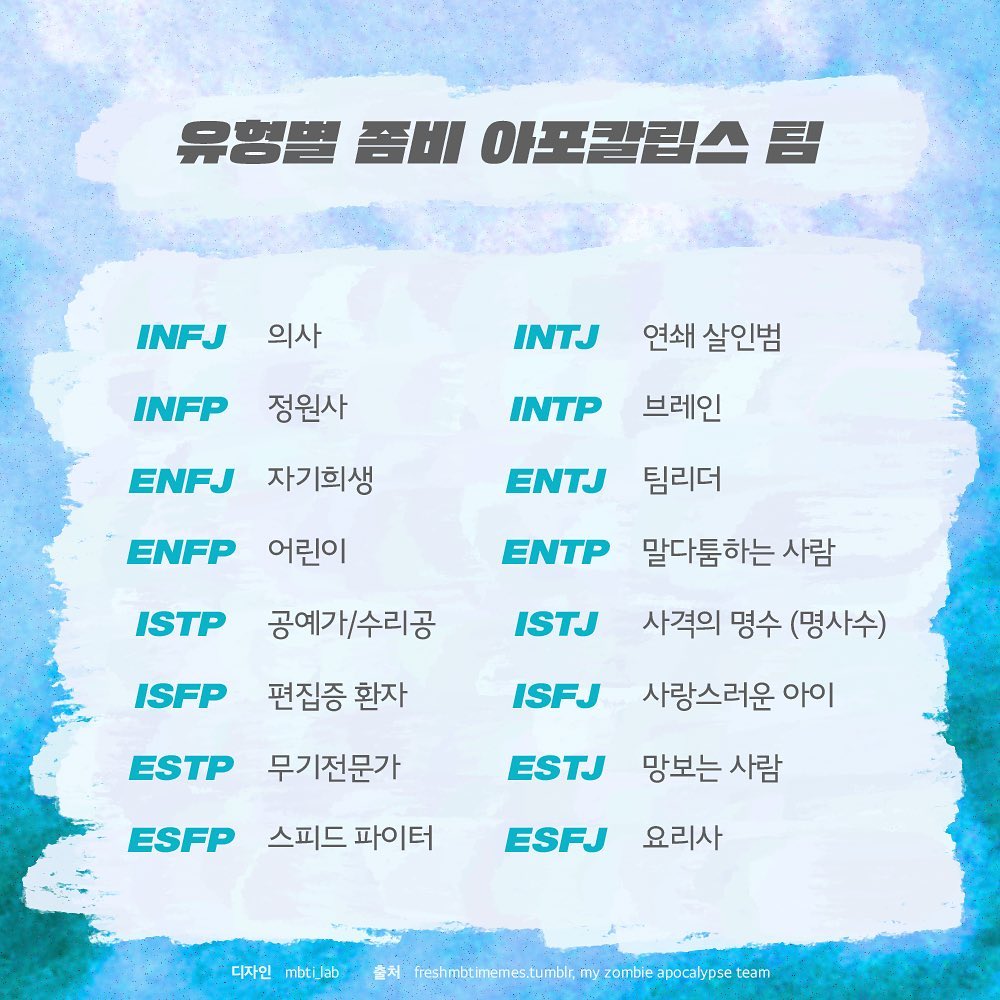 유형별 좀비 아포칼립스 팀
INFJ 의사 INTJ 연쇄 살인범
INFP 정원사 INTP 브레인
ENFJ 자기희생 ENTJ 팀리더
ENFP 어린이 ENTP 말다툼하는 사람
ISTP 공예가/수리공 ISTJ 사격의 명수 (명사수)
ISFP 편집증 환자 ISFJ 사랑스러운 아이
ESTP 무기전문가 ESTJ 망보는 사람
ESFP 스피드 파이터 ESFJ 요리사
디자인 mbti_lab 출처 freshmbtimemes.tumblr, my zombie apocalypse team